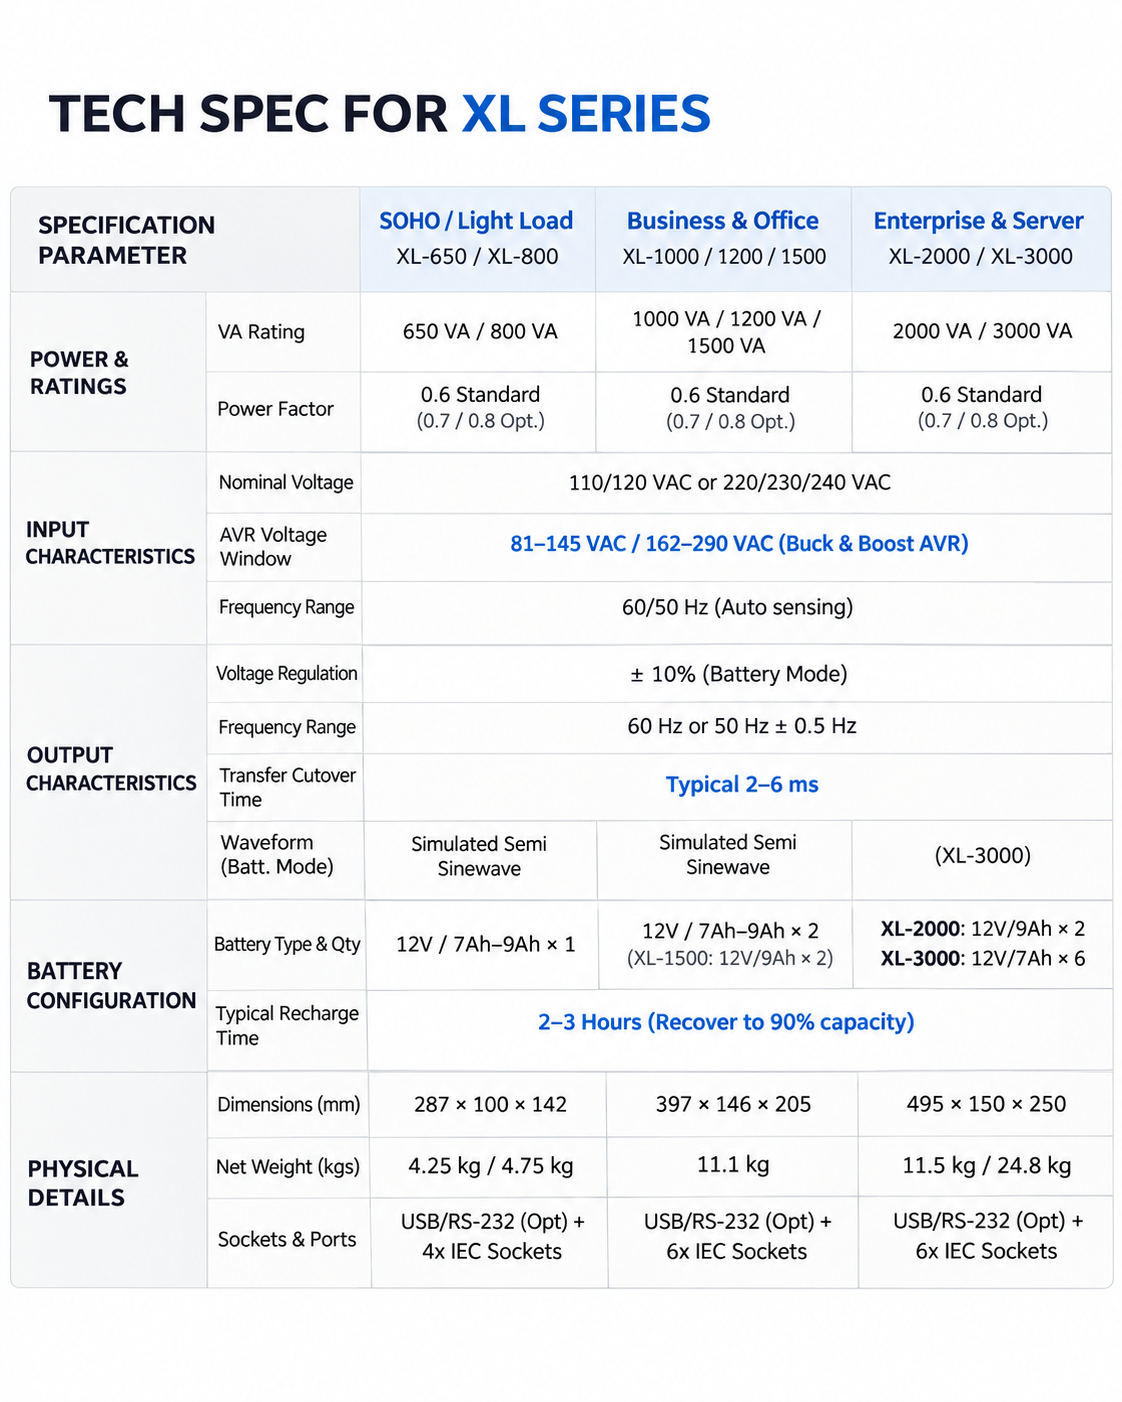 TECH SPEC FOR XL SERIES
SPECIFICATION
PARAMETER
SOHO / Light Load
XL-650 / XL-800
Business & Office
XL-1000 / 1200 / 1500
Enterprise & Server
XL-2000 / XL-3000
POWER &
RATINGS
VA Rating
650 VA / 800 VA
1000 VA / 1200 VA /
1500 VA
2000 VA / 3000 VA
Power Factor
0.6 Standard
(0.7 / 0.8 Opt.)
0.6 Standard
(0.7 / 0.8 Opt.)
0.6 Standard
(0.7 / 0.8 Opt.)
INPUT
CHARACTERISTICS
Nominal Voltage
110/120 VAC or 220/230/240 VAC
AVR Voltage
Window
81–145 VAC / 162–290 VAC (Buck & Boost AVR)
Frequency Range
60/50 Hz (Auto sensing)
OUTPUT
CHARACTERISTICS
Voltage Regulation
± 10% (Battery Mode)
Frequency Range
60 Hz or 50 Hz ± 0.5 Hz
Transfer Cutover
Time
Typical 2–6 ms
Waveform
(Batt. Mode)
Simulated Semi
Sinewave
Simulated Semi
Sinewave
(XL-3000)
BATTERY
CONFIGURATION
Battery Type & Qty
12V / 7Ah–9Ah × 1
12V / 7Ah–9Ah × 2
(XL-1500: 12V/9Ah × 2)
XL-2000: 12V/9Ah × 2
XL-3000: 12V/7Ah × 6
Typical Recharge
Time
2–3 Hours (Recover to 90% capacity)
PHYSICAL
DETAILS
Dimensions (mm)
287 × 100 × 142
397 × 146 × 205
495 × 150 × 250
Net Weight (kgs)
4.25 kg / 4.75 kg
11.1 kg
11.5 kg / 24.8 kg
Sockets & Ports
USB/RS-232 (Opt) +
4x IEC Sockets
USB/RS-232 (Opt) +
6x IEC Sockets
USB/RS-232 (Opt) +
6x IEC Sockets